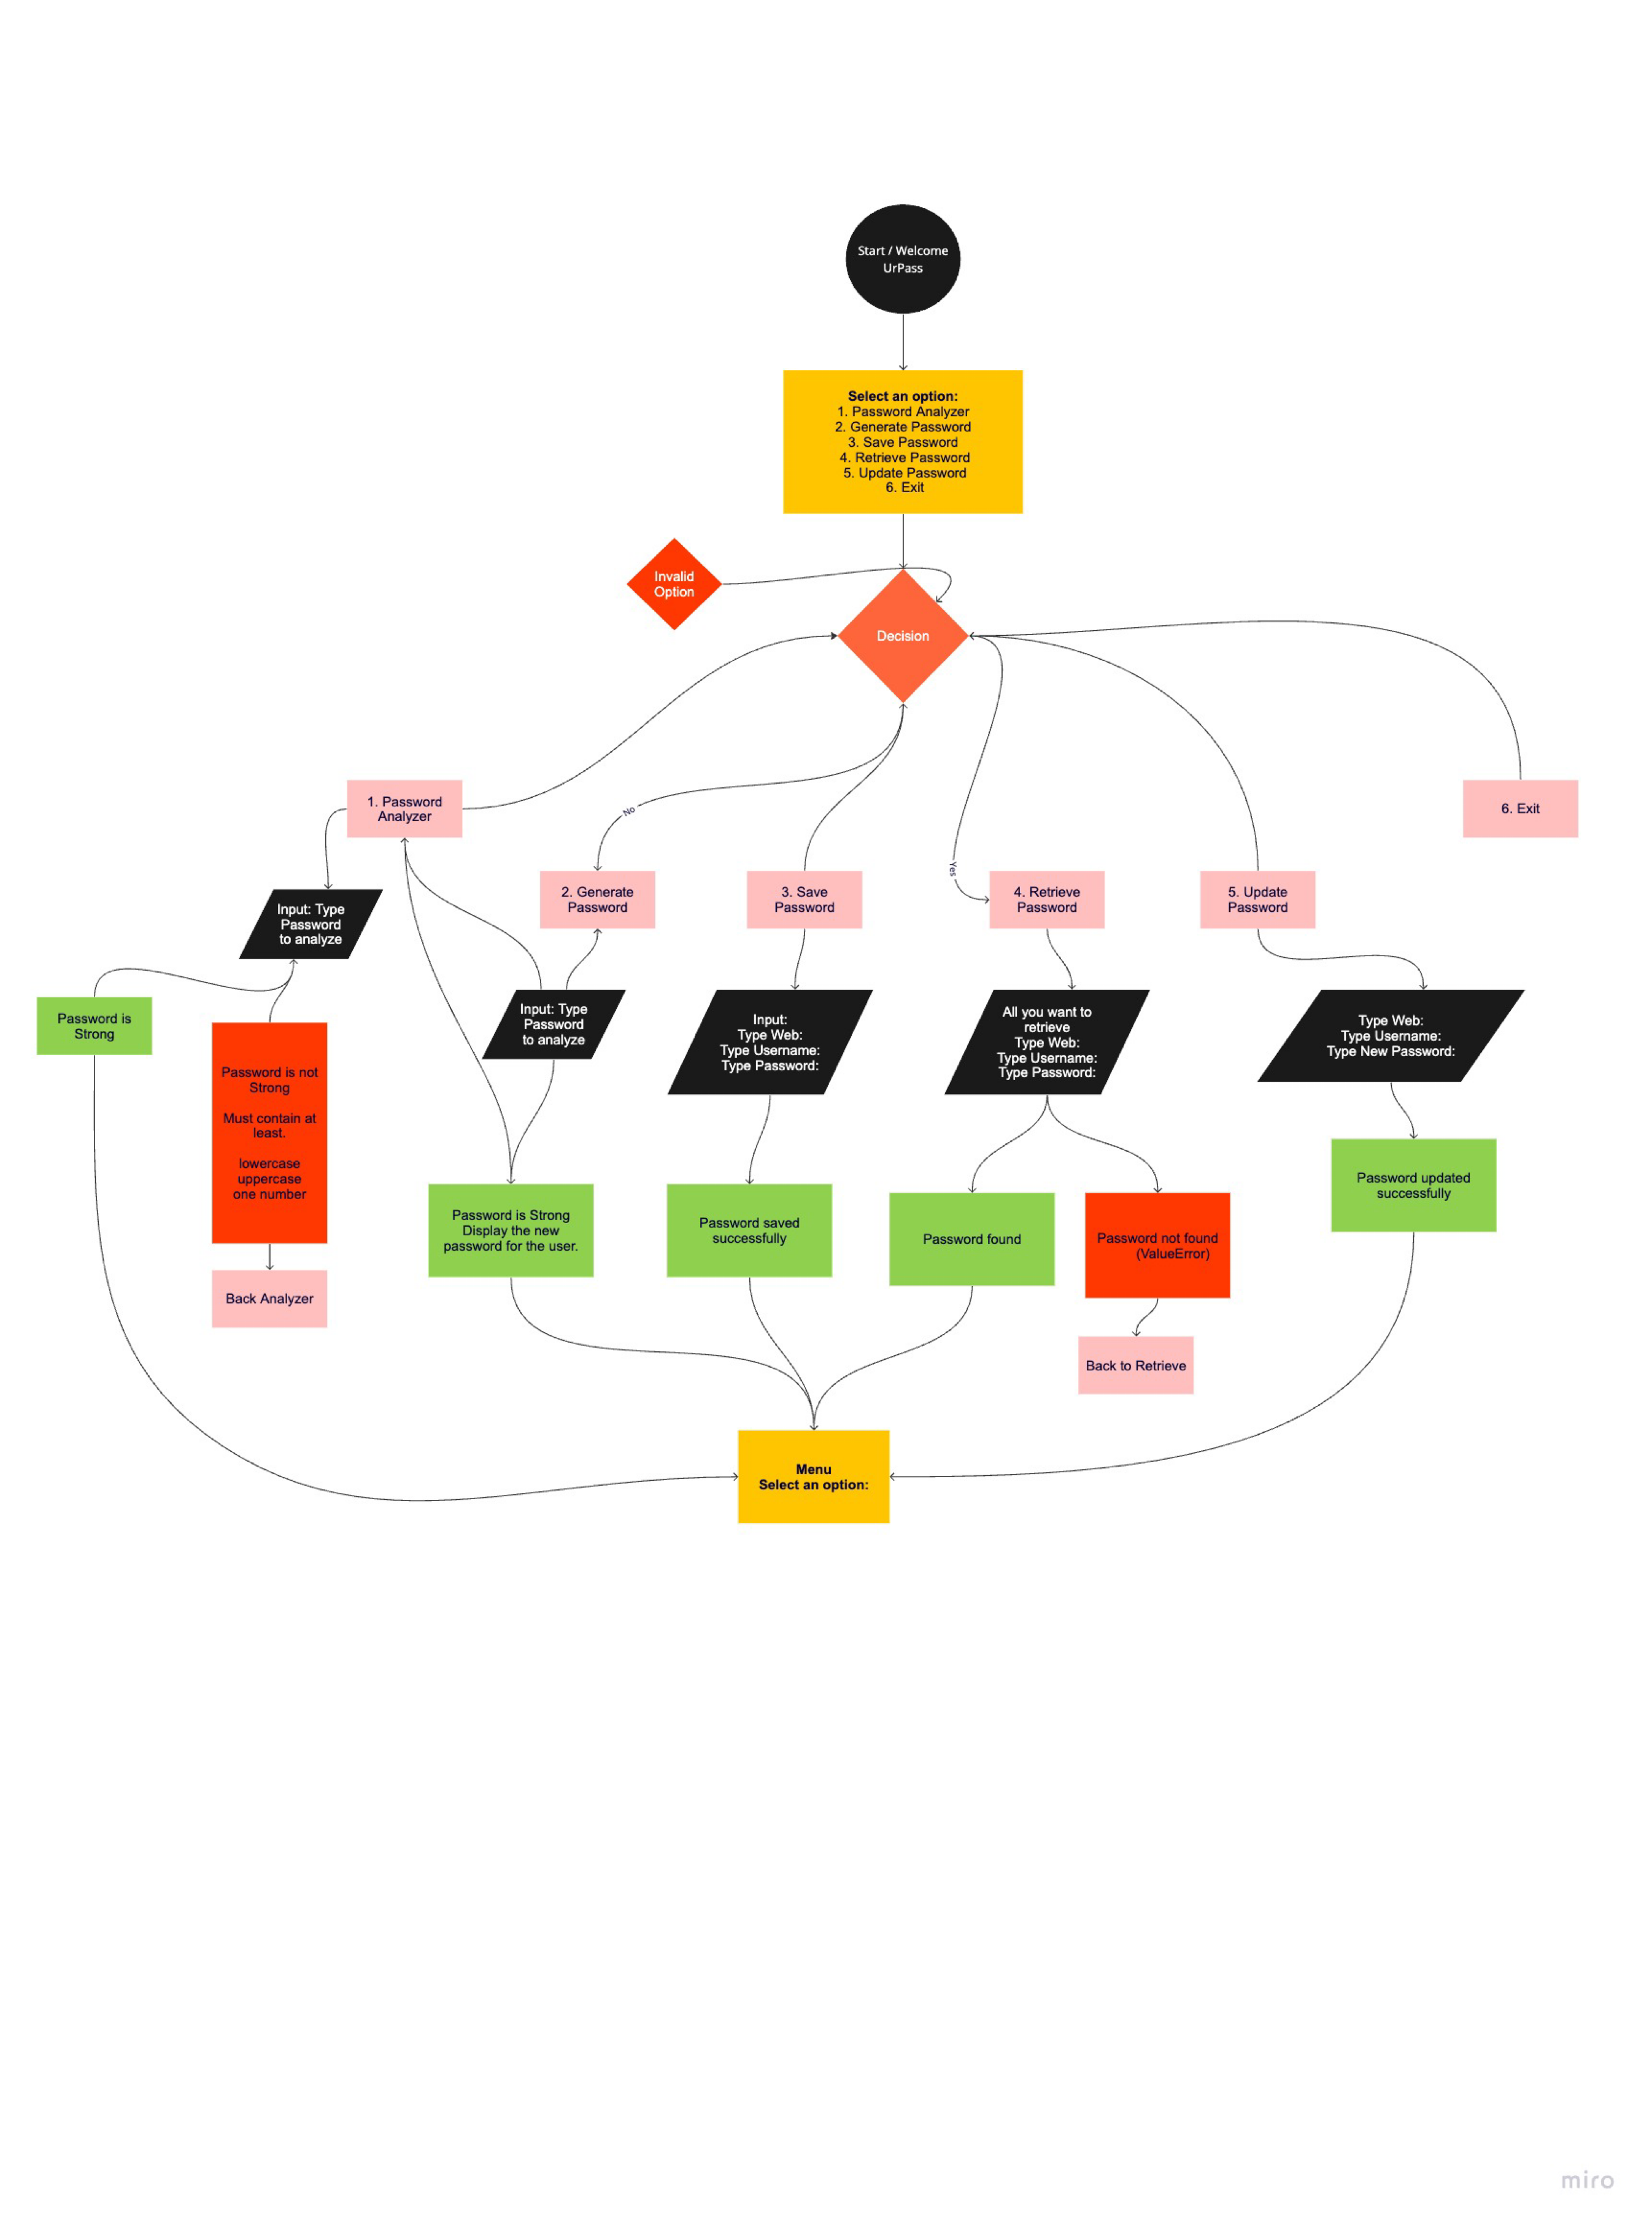 Start / Welcome
UrPass
Select an option:
1. Password Analyzer
2. Generate Password
3. Save Password
4. Retrieve Password
5. Update Password
6. Exit
Invalid
Option
Decision
1. Password
Analyzer
6. Exit
No
Yes
2. Generate
Password
3. Save
Password
4. Retrieve
Password
5. Update
Password
Input: Type
Password
to analyze
Password is
Strong
Input: Type
Password
to analyze
Input:
Type Web:
Type Username:
Type Password:
All you want to
retrieve
Type Web:
Type Username:
Type Password:
Type Web:
Type Username:
Type New Password:
Password is not
Strong
Must contain at
least.
lowercase
uppercase
one number
Password is Strong
Display the new
password for the user.
Password saved
successfully
Password found
Password not found
(ValueError)
Password updated
successfully
Back Analyzer
Back to Retrieve
Menu
Select an option:
miro